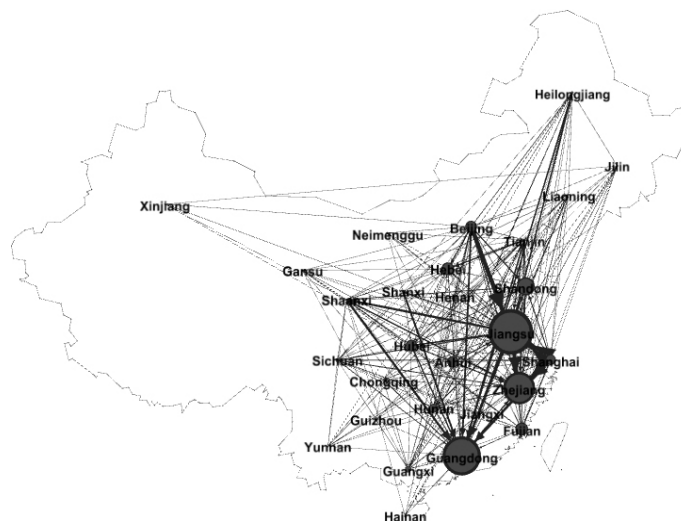 Heilongjiang
Jilin
Liaoning
Xinjiang
Beijing
Neimenggu
Tianjin
Gansu
Hebei
Shandong
Shanxi
Henan
Shaanxi
Jiangsu
Hubei
Sichuan
Anhui
Shanghai
Chongqing
Zhejiang
Hunan
Jiangxi
Guizhou
Fujian
Yunnan
Guangdong
Guangxi
Hainan